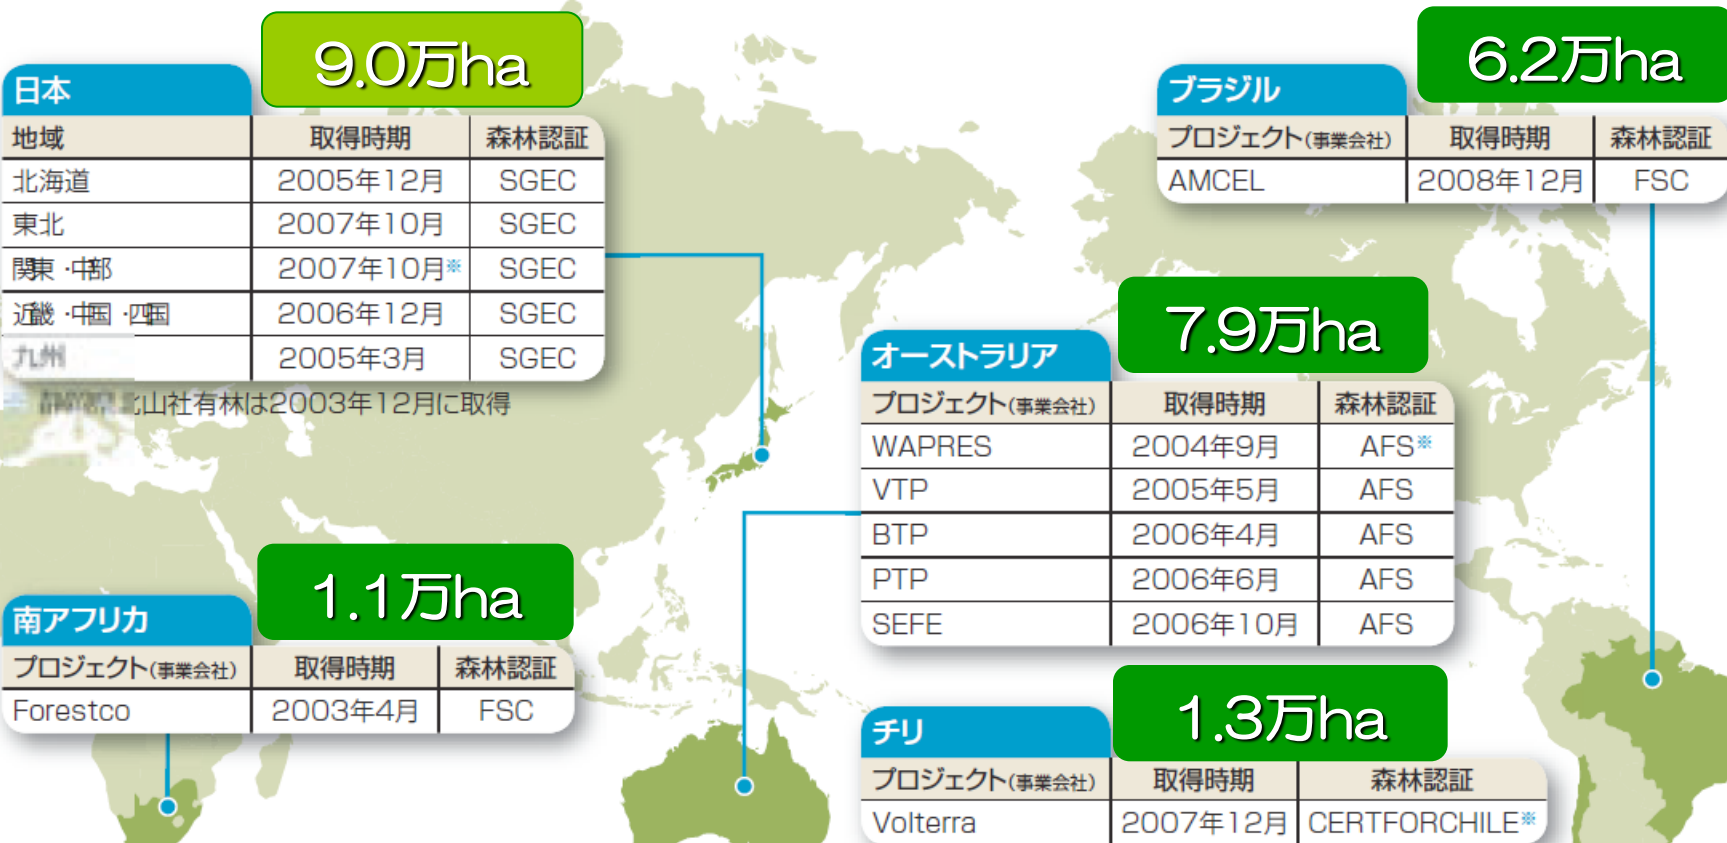 日本
9.0万ha
地域 取得時期 森林認証
北海道 2005年12月 SGEC
東北 2007年10月 SGEC
関東・中部 2007年10月※ SGEC
近畿・中国・四国 2006年12月 SGEC
九州 2005年3月 SGEC
北山社有林は2003年12月に取得
ブラジル
6.2万ha
プロジェクト(事業会社) 取得時期 森林認証
AMCEL 2008年12月 FSC
オーストラリア
7.9万ha
プロジェクト(事業会社) 取得時期 森林認証
WAPRES 2004年9月 AFS※
VTP 2005年5月 AFS
BTP 2006年4月 AFS
PTP 2006年6月 AFS
SEFE 2006年10月 AFS
南アフリカ
1.1万ha
プロジェクト(事業会社) 取得時期 森林認証
Forestco 2003年4月 FSC
チリ
1.3万ha
プロジェクト(事業会社) 取得時期 森林認証
Volterra 2007年12月 CERTFORCHILE※